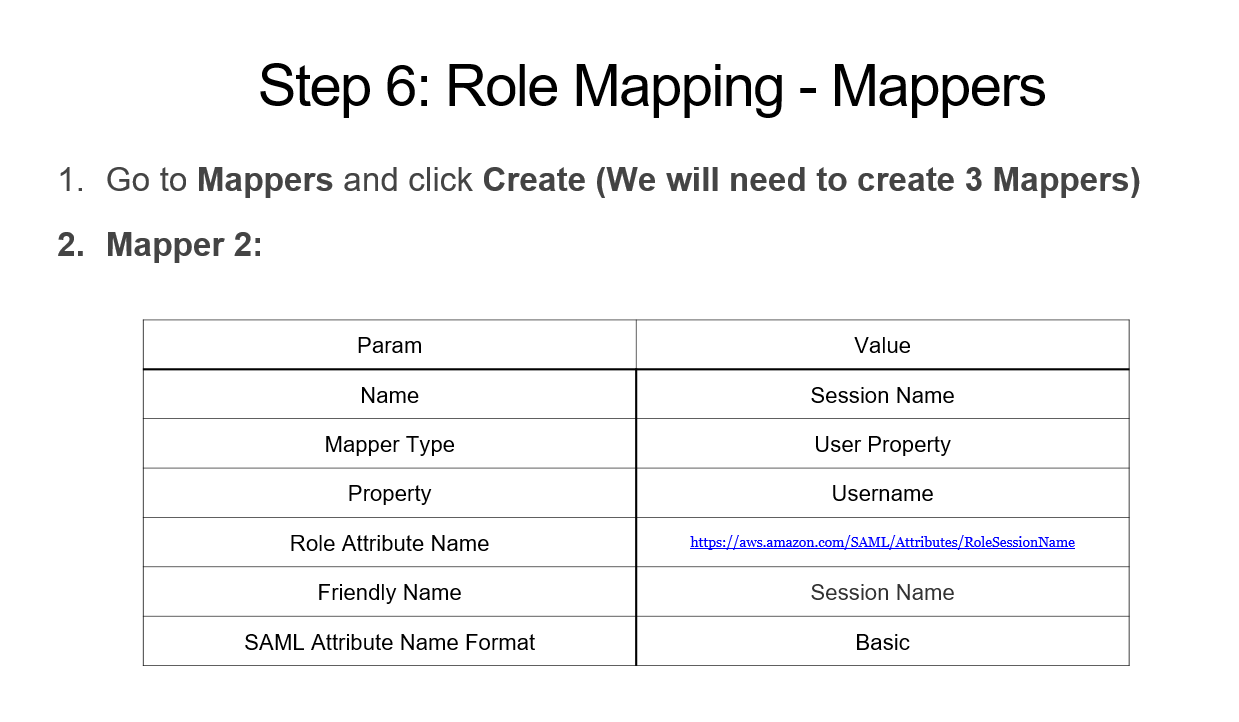 Step 6: Role Mapping - Mappers
1. Go to Mappers and click Create (We will need to create 3 Mappers)
2. Mapper 2:
Param Value
Name Session Name
Mapper Type User Property
Property Username
Role Attribute Name https://aws.amazon.com/SAML/Attributes/RoleSessionName
Friendly Name Session Name
SAML Attribute Name Format Basic